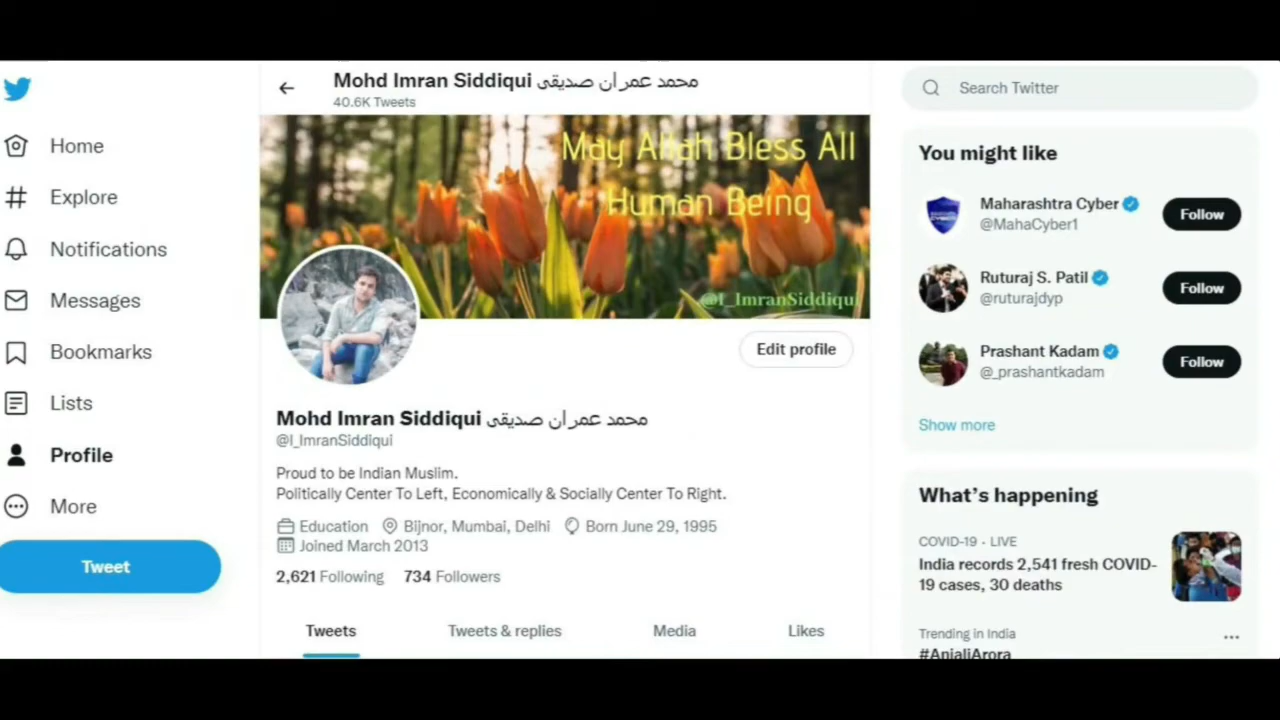 Mohd Imran Siddiqui محمد عمران صدیقی
40.6K Tweets
Search Twitter
Home
Explore
Notifications
Messages
Bookmarks
Lists
Profile
More
Tweet
May Allah Bless All
Human Being
@I_ImranSiddiqui
Edit profile
Mohd Imran Siddiqui محمد عمران صدیقی
@I_ImranSiddiqui
Proud to be Indian Muslim.
Politically Center To Left, Economically & Socially Center To Right.
Education Bijnor, Mumbai, Delhi Born June 29, 1995
Joined March 2013
2,621 Following 734 Followers
Tweets Tweets & replies Media Likes
You might like
Maharashtra Cyber
@MahaCyber1
Follow
Ruturaj S. Patil
@ruturajdyp
Follow
Prashant Kadam
@_prashantkadam
Follow
Show more
What's happening
COVID-19 · LIVE
India records 2,541 fresh COVID-
19 cases, 30 deaths
Trending in India
#AnjaliArora